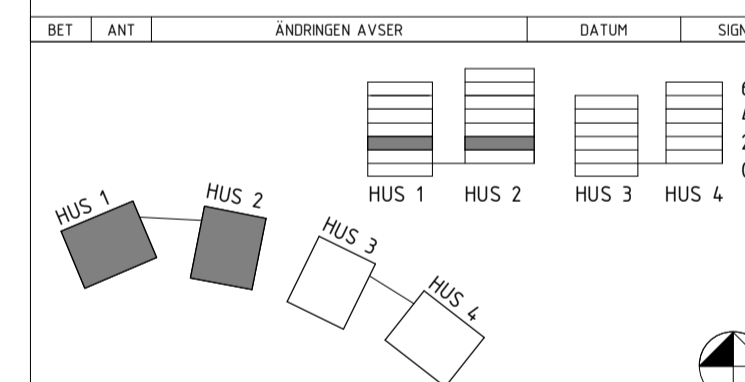 BET ANT ÄNDRINGEN AVSER DATUM SIGN
HUS 1 HUS 2 HUS 3 HUS 4
HUS 1 HUS 2
HUS 3
HUS 4